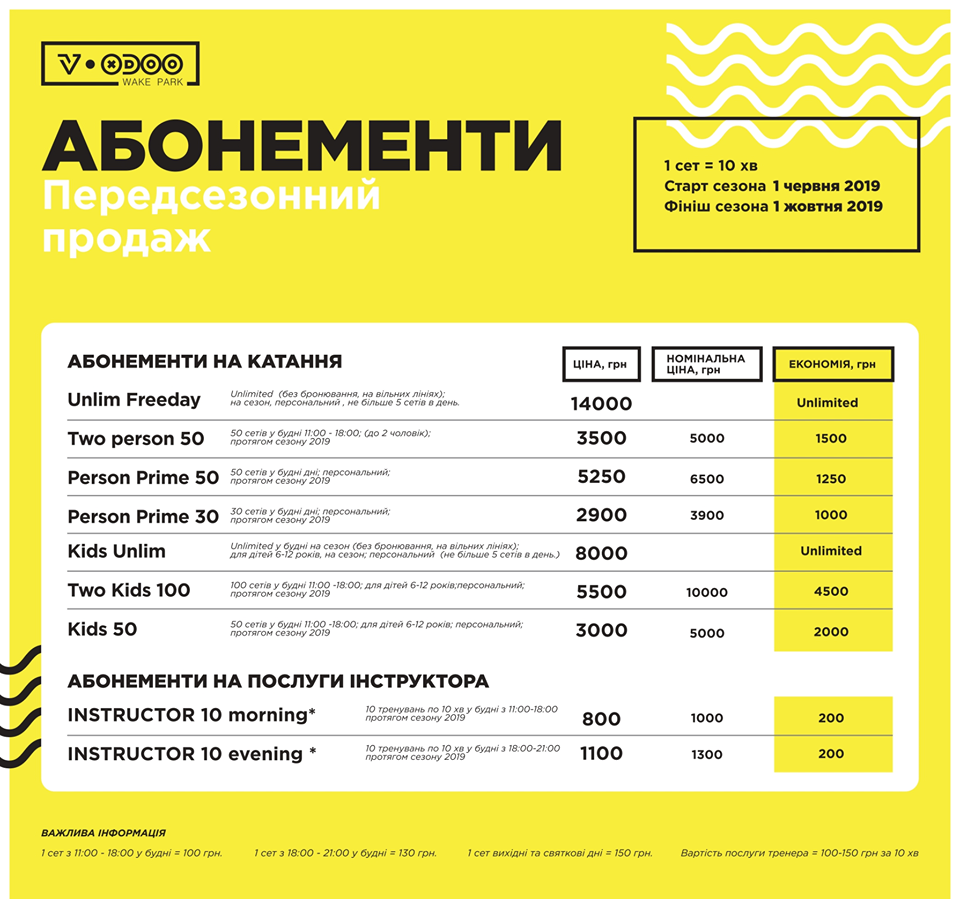 V•ODOO
WAKE PARK
АБОНЕМЕНТИ
Передсезонний
продаж
1 сет = 10 хв
Старт сезона 1 червня 2019
Фініш сезона 1 жовтня 2019
АБОНЕМЕНТИ НА КАТАННЯ
ЦІНА, грн
НОМІНАЛЬНА
ЦІНА, грн
ЕКОНОМІЯ, грн
Unlim Freeday
Unlimited (без бронювання, на вільних лініях);
на сезон, персональний , не більше 5 сетів в день.
14000
Unlimited
Two person 50
50 сетів у будні 11:00 - 18:00; (до 2 чоловік);
протягом сезону 2019
3500
5000
1500
Person Prime 50
50 сетів у будні дні; персональний;
протягом сезону 2019
5250
6500
1250
Person Prime 30
30 сетів у будні дні; персональний;
протягом сезону 2019
2900
3900
1000
Kids Unlim
Unlimited у будні на сезон (без бронювання, на вільних лініях);
для дітей 6-12 років, на сезон; персональний (не більше 5 сетів в день.)
8000
Unlimited
Two Kids 100
100 сетів у будні 11:00 -18:00; для дітей 6-12 років;персональний;
протягом сезону 2019
5500
10000
4500
Kids 50
50 сетів у будні 11:00 -18:00; для дітей 6-12 років; персональний;
протягом сезону 2019
3000
5000
2000
АБОНЕМЕНТИ НА ПОСЛУГИ ІНСТРУКТОРА
INSTRUCTOR 10 morning*
10 тренувань по 10 хв у будні з 11:00-18:00
протягом сезону 2019
800
1000
200
INSTRUCTOR 10 evening *
10 тренувань по 10 хв у будні з 18:00-21:00
протягом сезону 2019
1100
1300
200
ВАЖЛИВА ІНФОРМАЦІЯ
1 сет з 11:00 - 18:00 у будні = 100 грн.
1 сет з 18:00 - 21:00 у будні = 130 грн.
1 сет вихідні та святкові дні = 150 грн.
Вартість послуги тренера = 100-150 грн за 10 хв